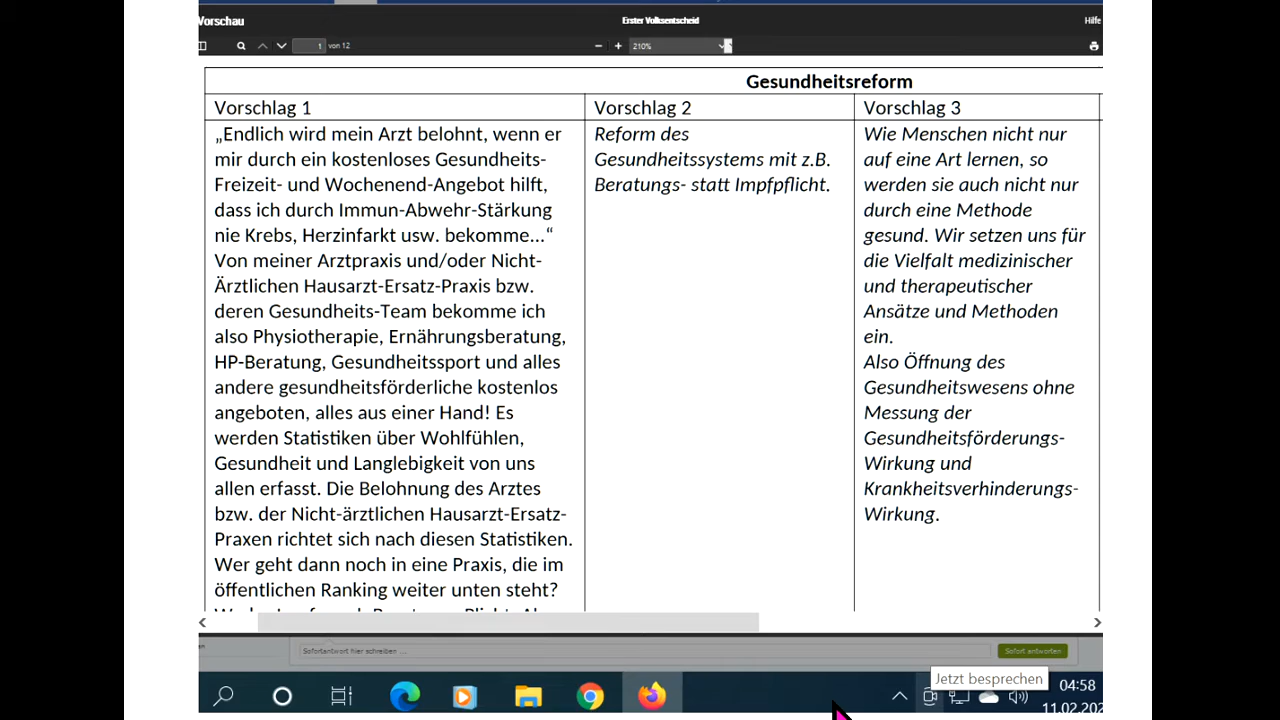 Vorschau
Erster Volksentscheid
Hilfe
1 von 12
210%
Gesundheitsreform
Vorschlag 1
„Endlich wird mein Arzt belohnt, wenn er
mir durch ein kostenloses Gesundheits-
Freizeit- und Wochenend-Angebot hilft,
dass ich durch Immun-Abwehr-Stärkung
nie Krebs, Herzinfarkt usw. bekomme...“
Von meiner Arztpraxis und/oder Nicht-
Ärztlichen Hausarzt-Ersatz-Praxis bzw.
deren Gesundheits-Team bekomme ich
also Physiotherapie, Ernährungsberatung,
HP-Beratung, Gesundheitssport und alles
andere gesundheitsförderliche kostenlos
angeboten, alles aus einer Hand! Es
werden Statistiken über Wohlfühlen,
Gesundheit und Langlebigkeit von uns
allen erfasst. Die Belohnung des Arztes
bzw. der Nicht-ärztlichen Hausarzt-Ersatz-
Praxen richtet sich nach diesen Statistiken.
Wer geht dann noch in eine Praxis, die im
öffentlichen Ranking weiter unten steht?
Vorschlag 2
Reform des
Gesundheitssystems mit z.B.
Beratungs- statt Impfpflicht.
Vorschlag 3
Wie Menschen nicht nur
auf eine Art lernen, so
werden sie auch nicht nur
durch eine Methode
gesund. Wir setzen uns für
die Vielfalt medizinischer
und therapeutischer
Ansätze und Methoden
ein.
Also Öffnung des
Gesundheitswesens ohne
Messung der
Gesundheitsförderungs-
Wirkung und
Krankheitsverhinderungs-
Wirkung.
Sofortantwort hier schreiben ...
Sofort antworten
Jetzt besprechen
04:58
11.02.202